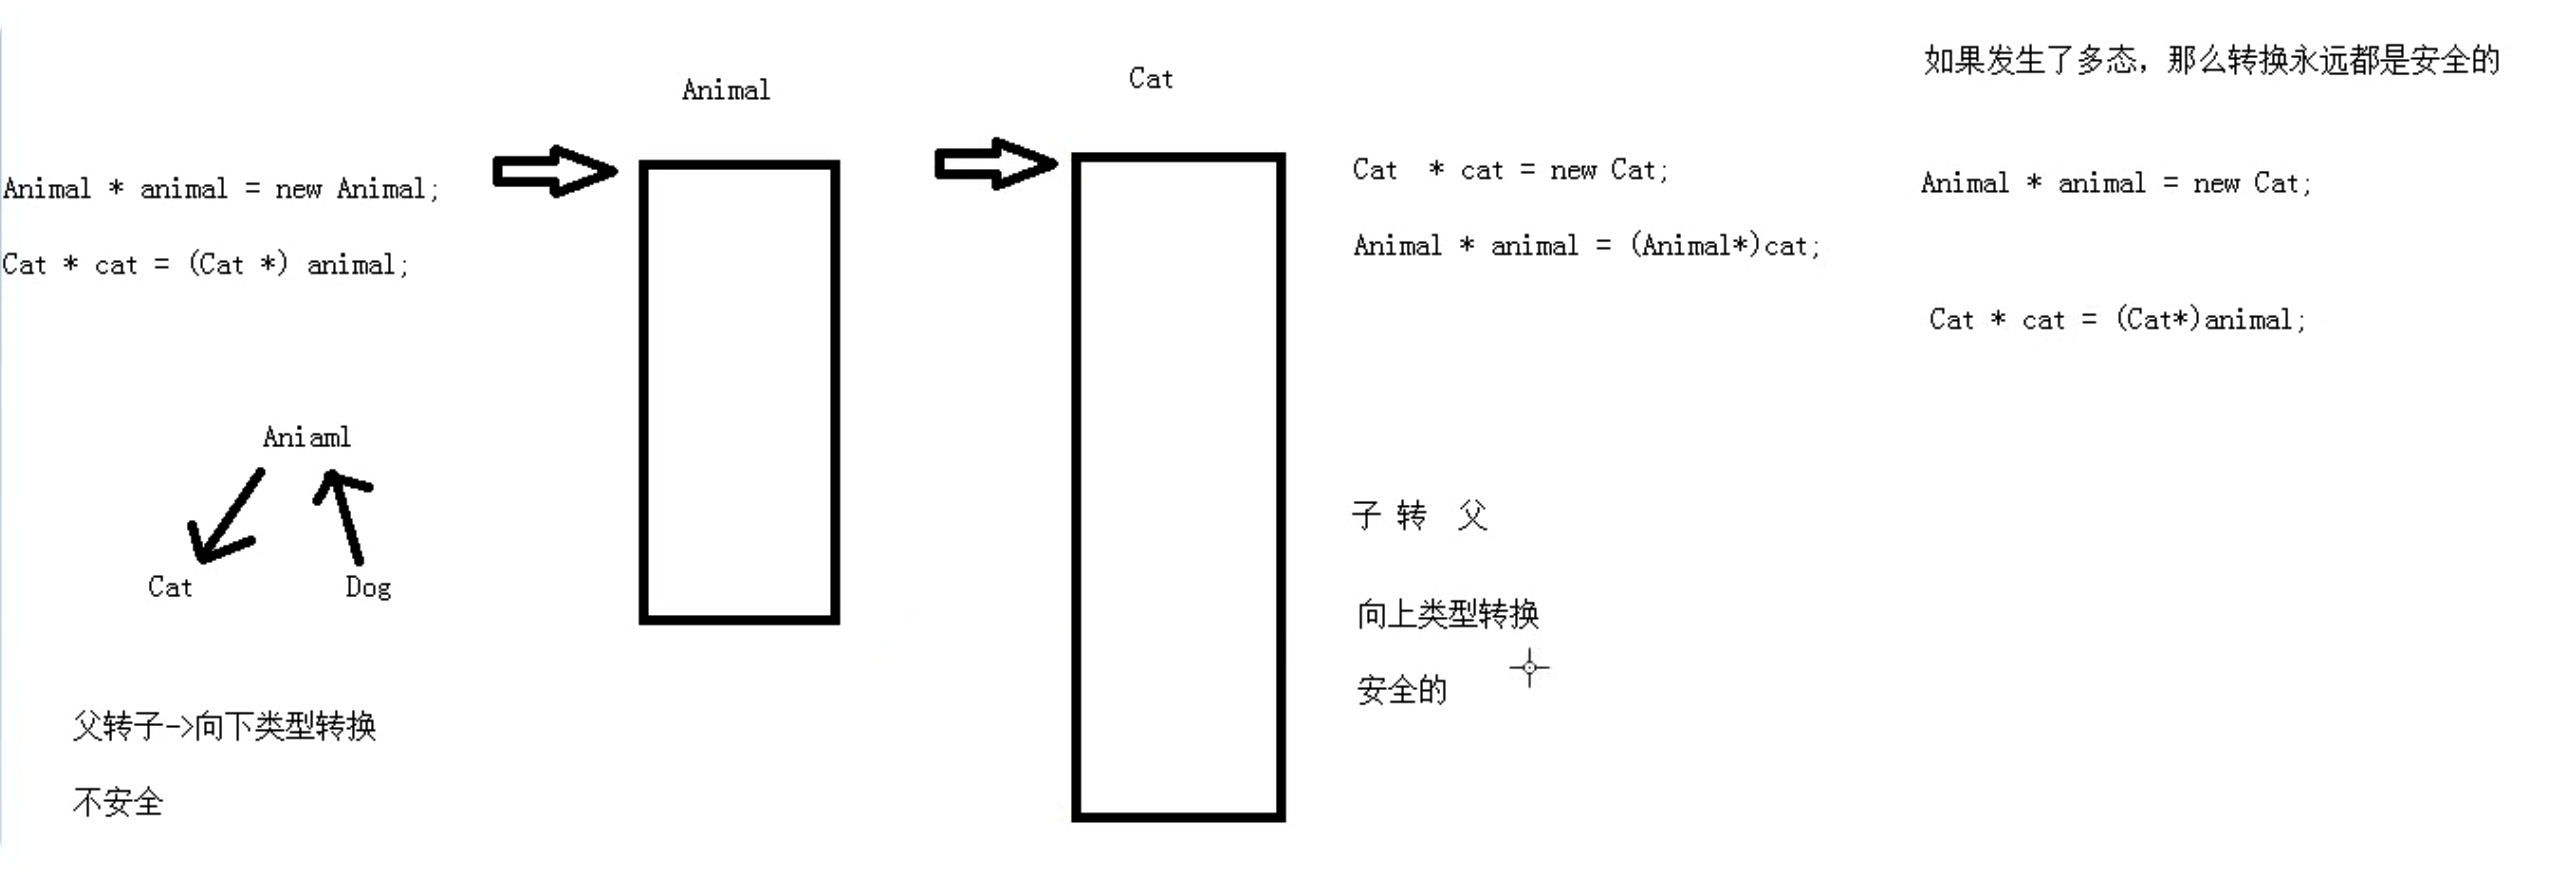 Animal * animal = new Animal;
Cat * cat = (Cat *) animal;
Aniaml
Cat
Dog
父转子->向下类型转换
不安全
Animal
Cat
Cat * cat = new Cat;
Animal * animal = (Animal*)cat;
子 转 父
向上类型转换
安全的
如果发生了多态，那么转换永远都是安全的
Animal * animal = new Cat;
Cat * cat = (Cat*)animal;